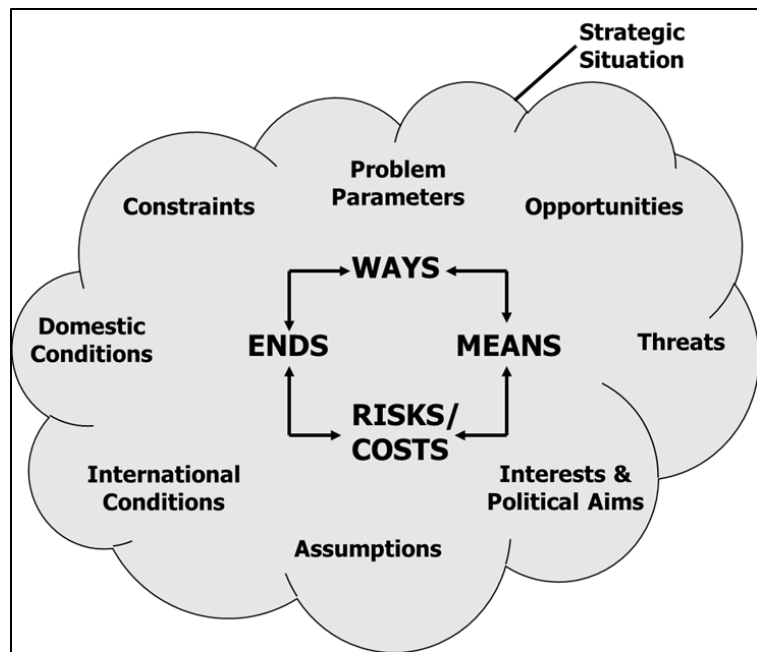 Strategic
Situation
Problem
Parameters
Constraints
Opportunities
WAYS
Domestic
Conditions
ENDS
MEANS
Threats
RISKS/
COSTS
International
Conditions
Interests &
Political Aims
Assumptions